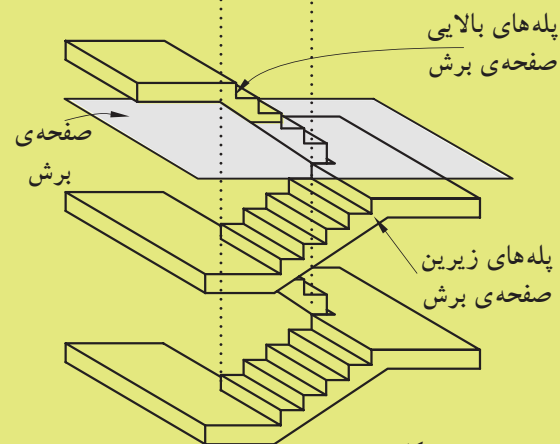 پله‌های بالایی
صفحه‌ی برش
صفحه‌ی
برش
پله‌های زیرین
صفحه‌ی برش